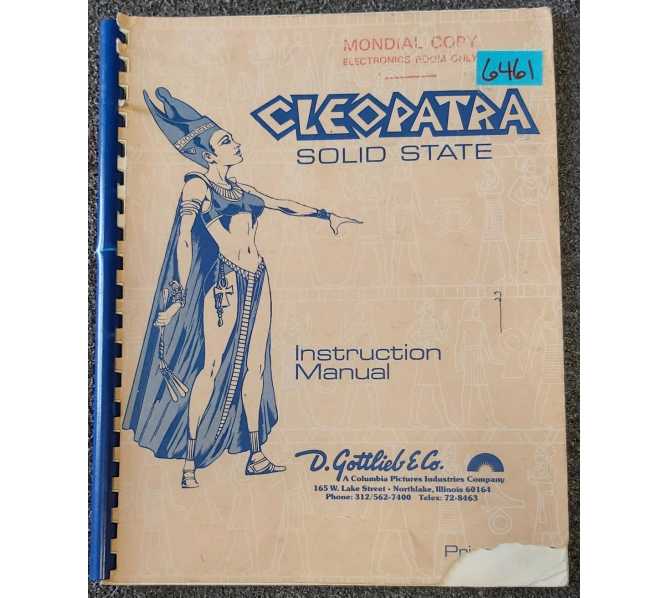 MONDIAL COPY
ELECTRONICS ROOM ONLY
6461
CLEOPATRA
SOLID STATE
23
Instruction
Manual
D. Gottlieb & Co.
A Columbia Pictures Industries Company
165 W. Lake Street • Northlake, Illinois 60164
Phone: 312/562-7400 Telex: 72-8463